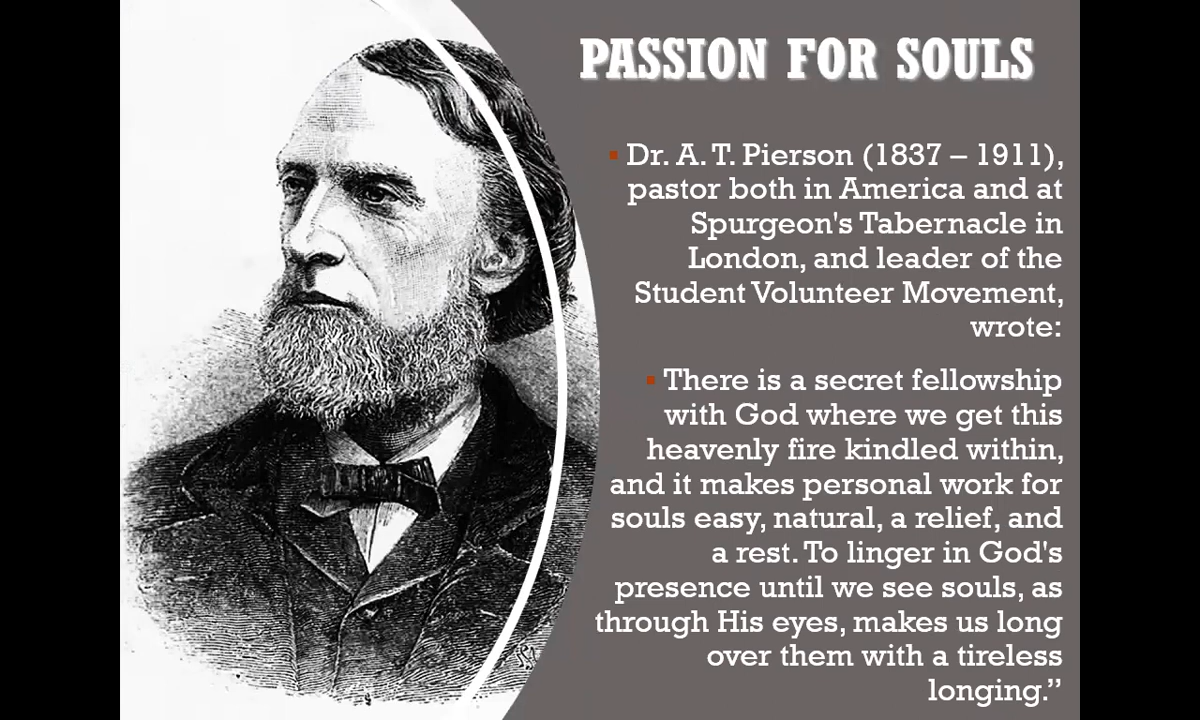 PASSION FOR SOULS
▪ Dr. A. T. Pierson (1837 – 1911),
pastor both in America and at
Spurgeon's Tabernacle in
London, and leader of the
Student Volunteer Movement,
wrote:
▪ There is a secret fellowship
with God where we get this
heavenly fire kindled within,
and it makes personal work for
souls easy, natural, a relief, and
a rest. To linger in God's
presence until we see souls, as
through His eyes, makes us long
over them with a tireless
longing.”